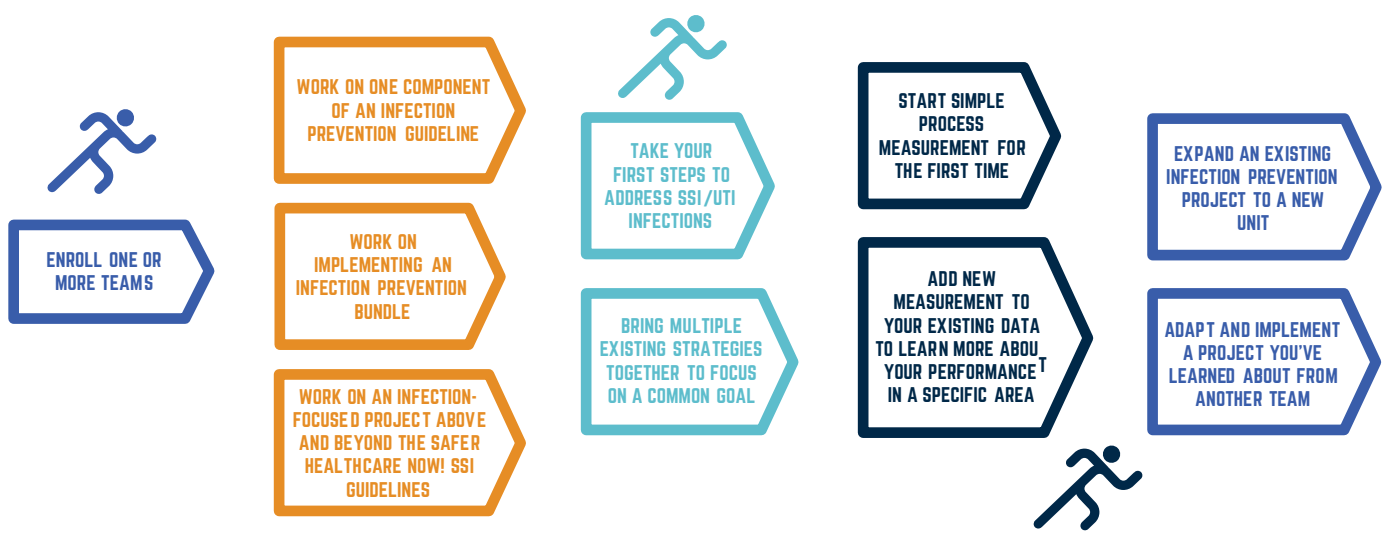 ENROLL ONE OR
MORE TEAMS
WORK ON ONE COMPONENT
OF AN INFECTION
PREVENTION GUIDELINE
WORK ON
IMPLEMENTING AN
INFECTION PREVENTION
BUNDLE
WORK ON AN INFECTION-
FOCUSED PROJECT ABOVE
AND BEYOND THE SAFER
HEALTHCARE NOW! SSI
GUIDELINES
TAKE YOUR
FIRST STEPS TO
ADDRESS SSI/UTI
INFECTIONS
BRING MULTIPLE
EXISTING STRATEGIES
TOGETHER TO FOCUS
ON A COMMON GOAL
START SIMPLE
PROCESS
MEASUREMENT FOR
THE FIRST TIME
ADD NEW
MEASUREMENT TO
YOUR EXISTING DATA
TO LEARN MORE ABOUT
YOUR PERFORMANCE
IN A SPECIFIC AREA
EXPAND AN EXISTING
INFECTION PREVENTION
PROJECT TO A NEW
UNIT
ADAPT AND IMPLEMENT
A PROJECT YOU'VE
LEARNED ABOUT FROM
ANOTHER TEAM